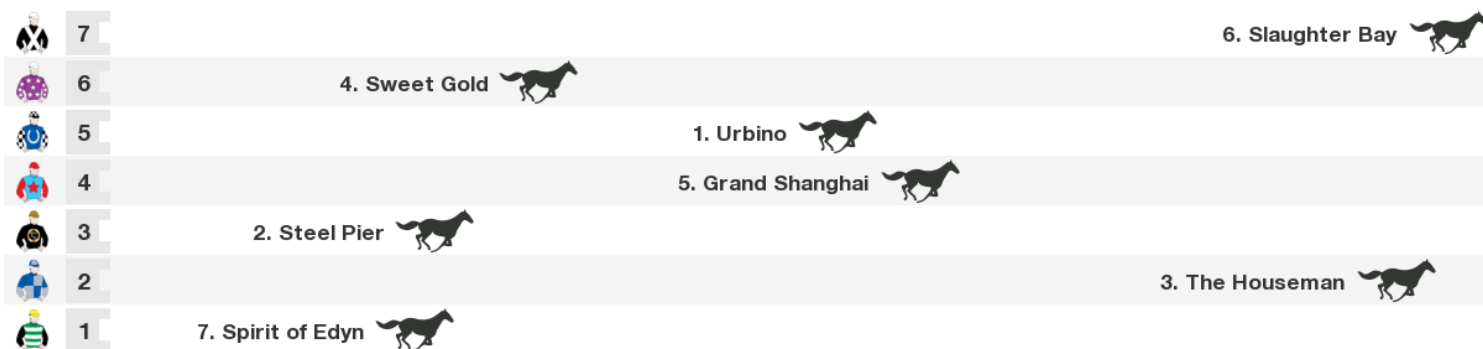 7 6. Slaughter Bay
6 4. Sweet Gold
5 1. Urbino
4 5. Grand Shanghai
3 2. Steel Pier
2 3. The Houseman
1 7. Spirit of Edyn